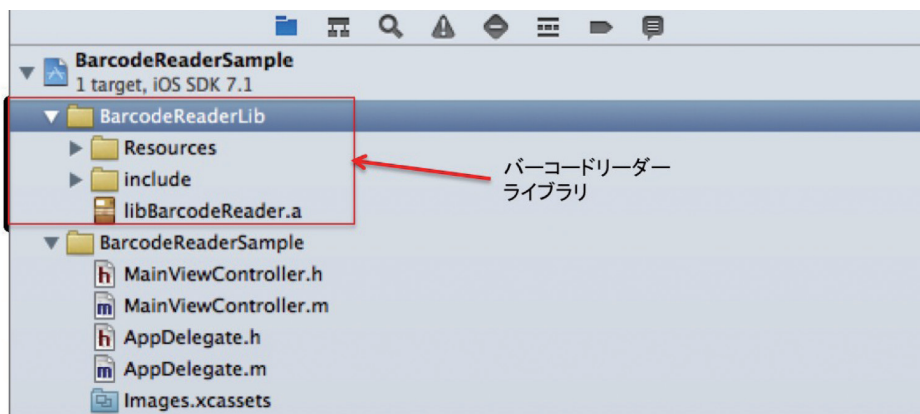 BarcodeReaderSample
1 target, iOS SDK 7.1
BarcodeReaderLib
Resources
include
libBarcodeReader.a
バーコードリーダー
ライブラリ
BarcodeReaderSample
MainViewController.h
MainViewController.m
AppDelegate.h
AppDelegate.m
Images.xcassets